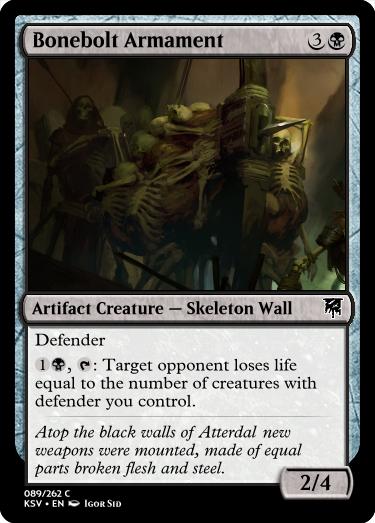 Bonebolt Armament 3
Artifact Creature — Skeleton Wall
Defender
1, : Target opponent loses life
equal to the number of creatures with
defender you control.
Atop the black walls of Atterdal new
weapons were mounted, made of equal
parts broken flesh and steel.
2/4
089/262 C
KSV • EN Igor Sid